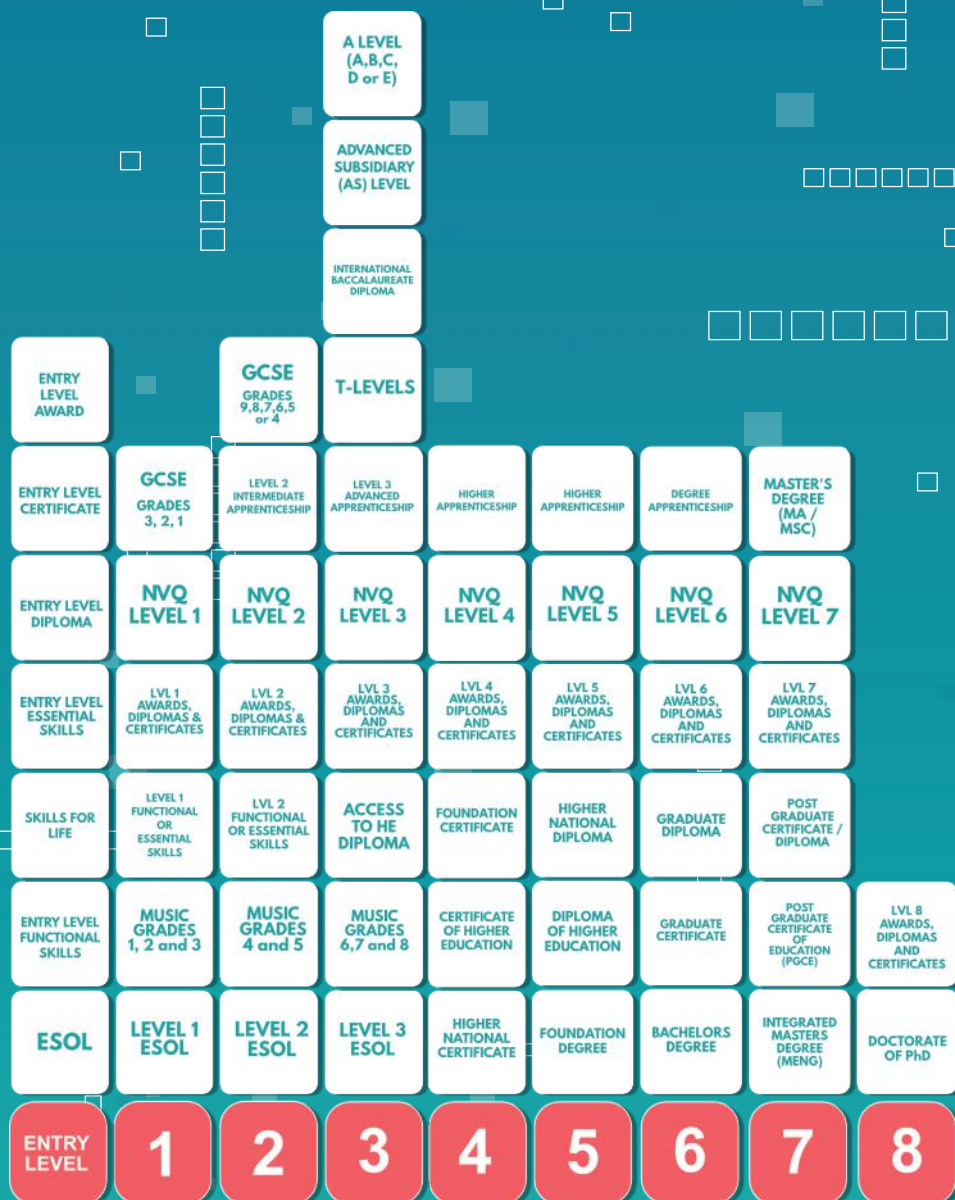 A LEVEL
(A,B,C,
D or E)
ADVANCED
SUBSIDIARY
(AS) LEVEL
INTERNATIONAL
BACCALAUREATE
DIPLOMA
ENTRY
LEVEL
AWARD
GCSE
GRADES
9,8,7,6,5
or 4
T-LEVELS
ENTRY LEVEL
CERTIFICATE
GCSE
GRADES
3, 2, 1
LEVEL 2
INTERMEDIATE
APPRENTICESHIP
LEVEL 3
ADVANCED
APPRENTICESHIP
HIGHER
APPRENTICESHIP
HIGHER
APPRENTICESHIP
DEGREE
APPRENTICESHIP
MASTER'S
DEGREE
(MA /
MSC)
ENTRY LEVEL
DIPLOMA
NVQ
LEVEL 1
NVQ
LEVEL 2
NVQ
LEVEL 3
NVQ
LEVEL 4
NVQ
LEVEL 5
NVQ
LEVEL 6
NVQ
LEVEL 7
ENTRY LEVEL
ESSENTIAL
SKILLS
LVL 1
AWARDS,
DIPLOMAS &
CERTIFICATES
LVL 2
AWARDS,
DIPLOMAS &
CERTIFICATES
LVL 3
AWARDS,
DIPLOMAS
AND
CERTIFICATES
LVL 4
AWARDS,
DIPLOMAS
AND
CERTIFICATES
LVL 5
AWARDS,
DIPLOMAS
AND
CERTIFICATES
LVL 6
AWARDS,
DIPLOMAS
AND
CERTIFICATES
LVL 7
AWARDS,
DIPLOMAS
AND
CERTIFICATES
SKILLS FOR
LIFE
LEVEL 1
FUNCTIONAL
OR
ESSENTIAL
SKILLS
LVL 2
FUNCTIONAL
OR ESSENTIAL
SKILLS
ACCESS
TO HE
DIPLOMA
FOUNDATION
CERTIFICATE
HIGHER
NATIONAL
DIPLOMA
GRADUATE
DIPLOMA
POST
GRADUATE
CERTIFICATE /
DIPLOMA
ENTRY LEVEL
FUNCTIONAL
SKILLS
MUSIC
GRADES
1, 2 and 3
MUSIC
GRADES
4 and 5
MUSIC
GRADES
6,7 and 8
CERTIFICATE
OF HIGHER
EDUCATION
DIPLOMA
OF HIGHER
EDUCATION
GRADUATE
CERTIFICATE
POST
GRADUATE
CERTIFICATE
OF
EDUCATION
(PGCE)
LVL 8
AWARDS,
DIPLOMAS
AND
CERTIFICATES
ESOL
LEVEL 1
ESOL
LEVEL 2
ESOL
LEVEL 3
ESOL
HIGHER
NATIONAL
CERTIFICATE
FOUNDATION
DEGREE
BACHELORS
DEGREE
INTEGRATED
MASTERS
DEGREE
(MENG)
DOCTORATE
OF PhD
ENTRY
LEVEL
1
2
3
4
5
6
7
8